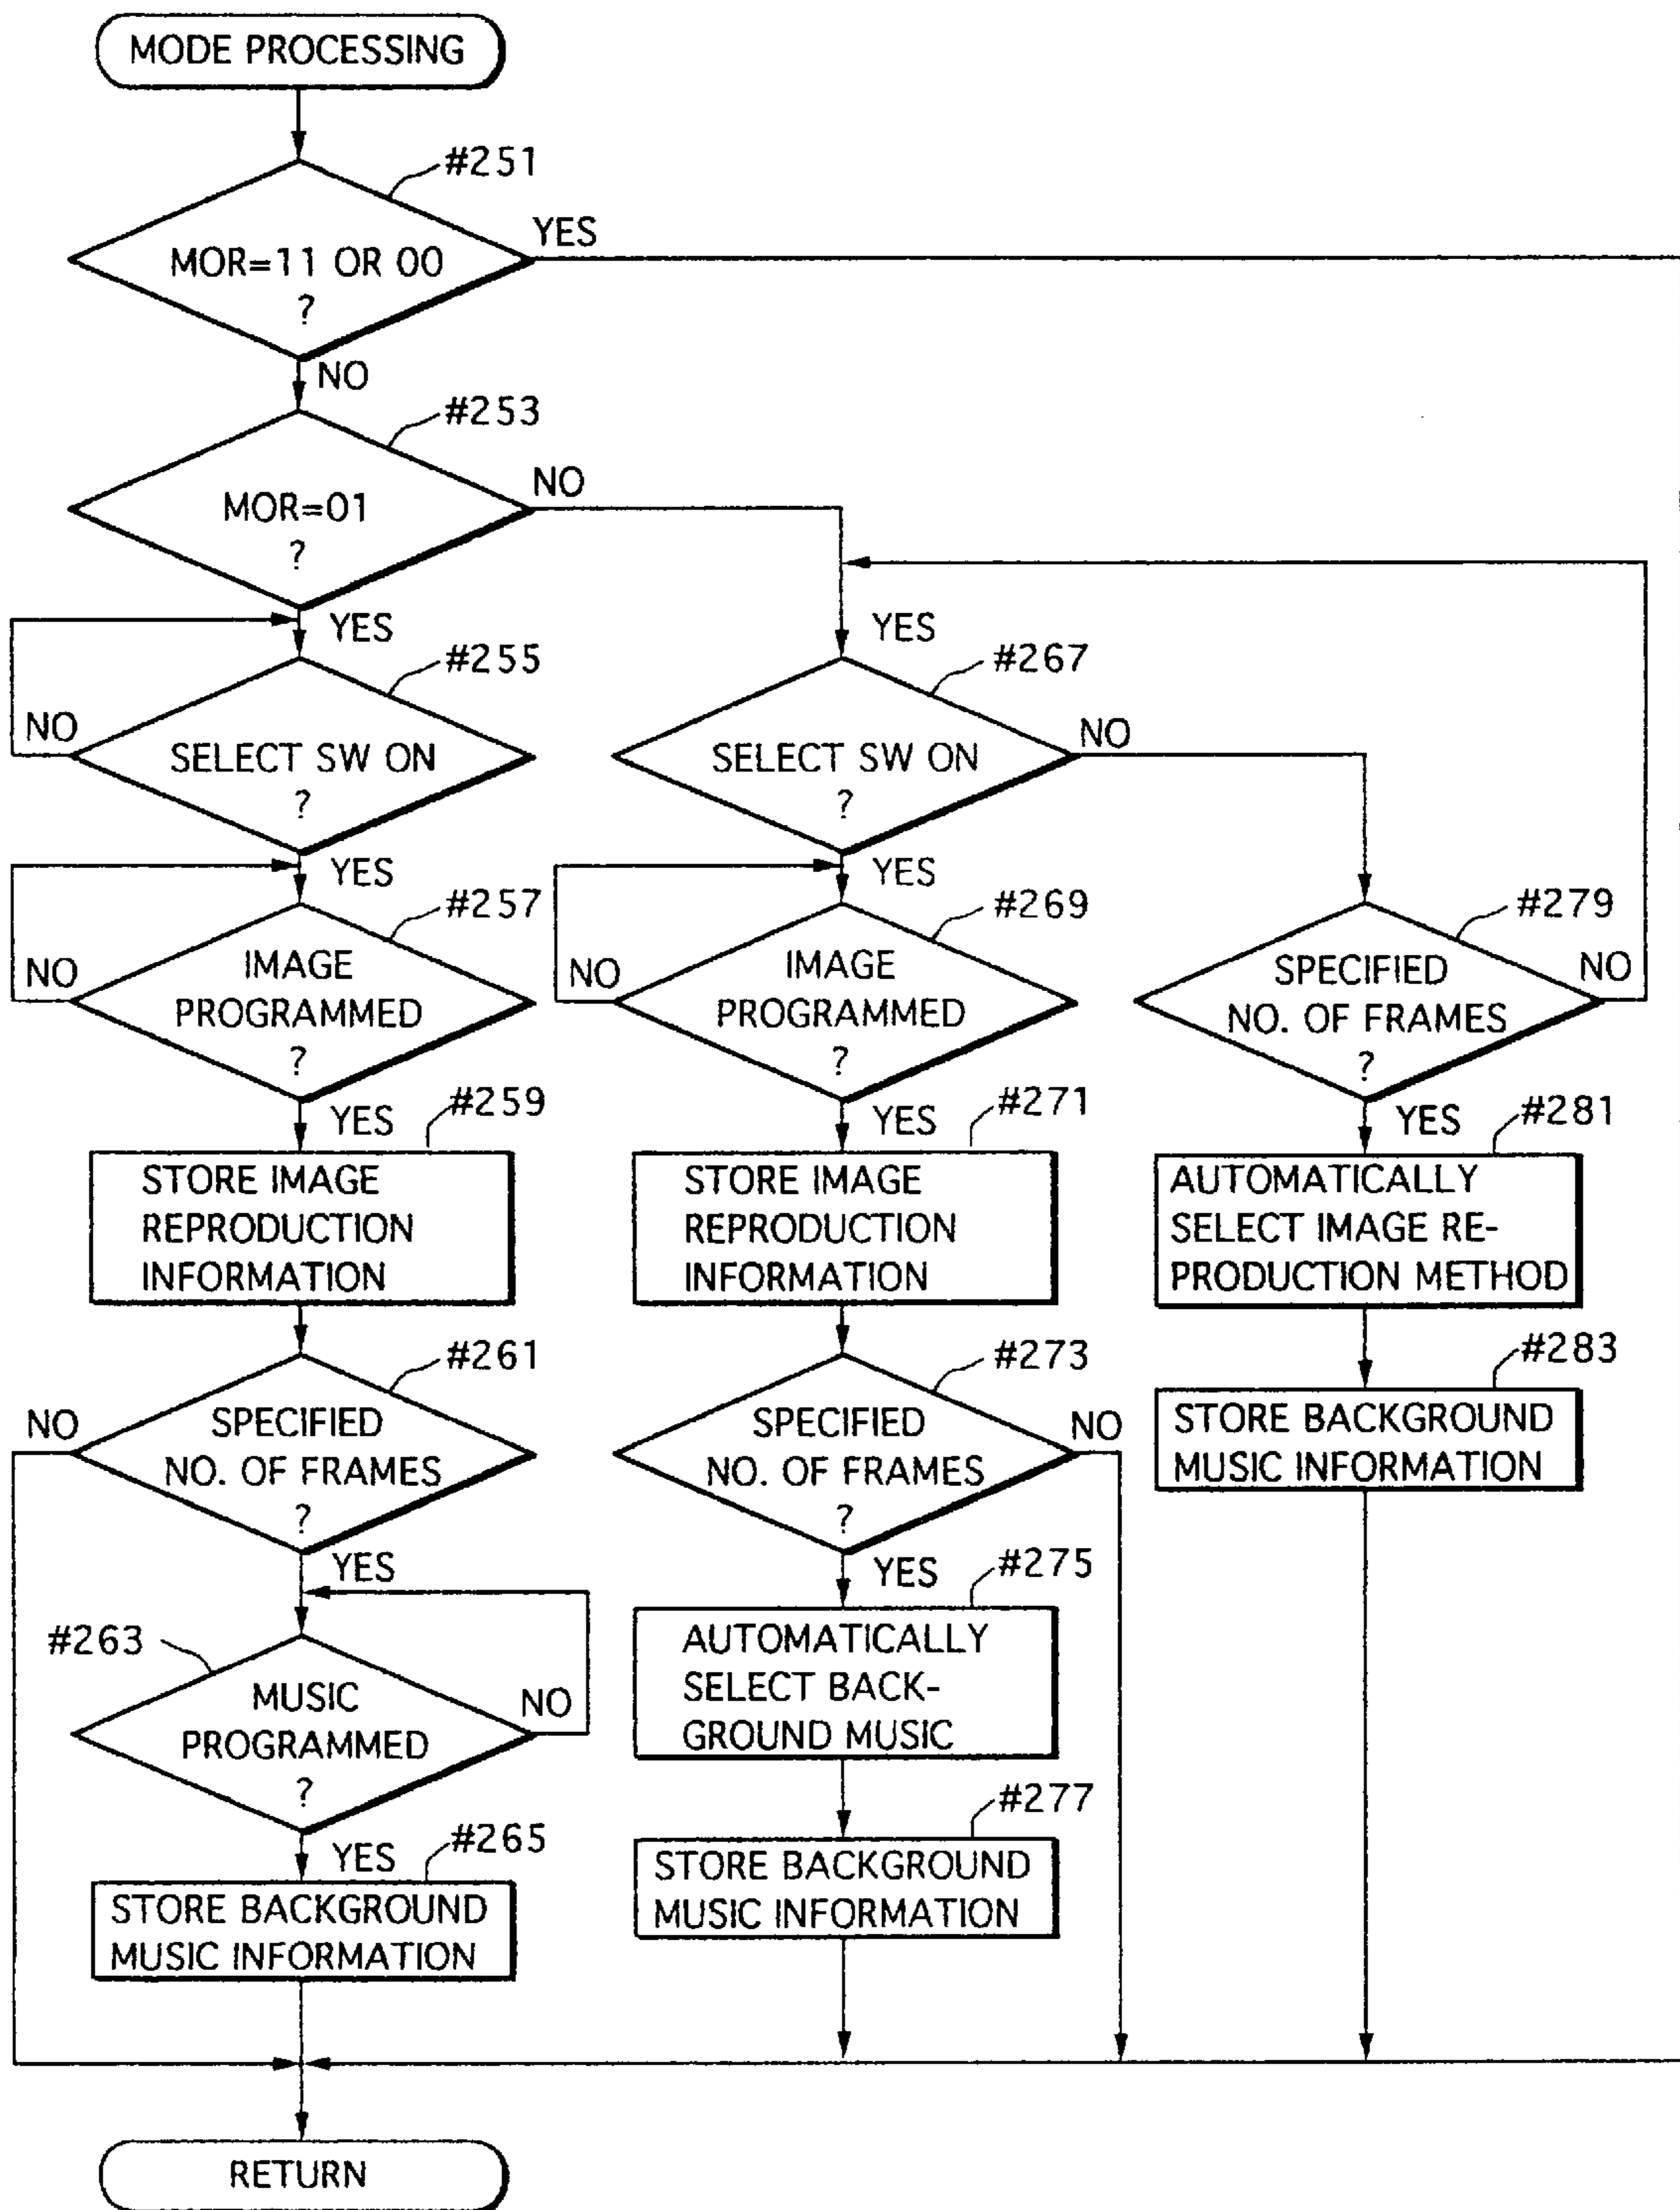 MODE PROCESSING
#251
MOR=11 OR 00
?
YES
NO
#253
MOR=01
?
NO
YES
#255
SELECT SW ON
?
NO
YES
#257
IMAGE
PROGRAMMED
?
NO
YES
#259
STORE IMAGE
REPRODUCTION
INFORMATION
#261
SPECIFIED
NO. OF FRAMES
?
NO
YES
#263
MUSIC
PROGRAMMED
?
NO
YES
#265
STORE BACKGROUND
MUSIC INFORMATION
YES
#267
SELECT SW ON
?
NO
YES
#269
IMAGE
PROGRAMMED
?
NO
YES
#271
STORE IMAGE
REPRODUCTION
INFORMATION
#273
SPECIFIED
NO. OF FRAMES
?
NO
YES
#275
AUTOMATICALLY
SELECT BACK-
GROUND MUSIC
#277
STORE BACKGROUND
MUSIC INFORMATION
#279
SPECIFIED
NO. OF FRAMES
?
NO
YES
#281
AUTOMATICALLY
SELECT IMAGE RE-
PRODUCTION METHOD
#283
STORE BACKGROUND
MUSIC INFORMATION
RETURN